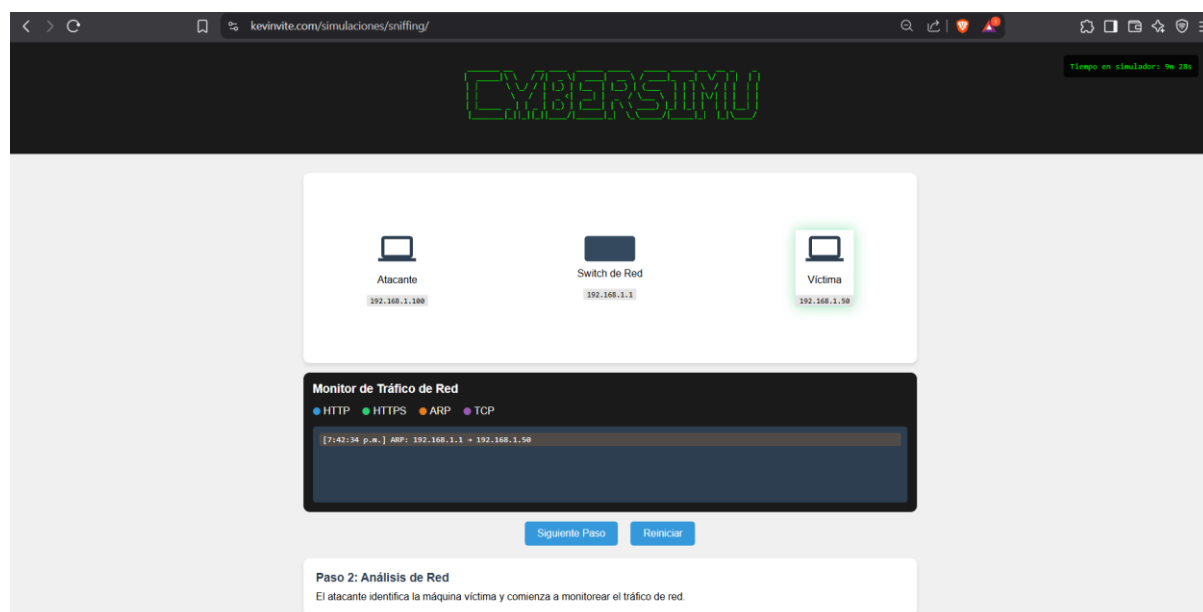 kevinvite.com/simulaciones/sniffing/
Tiempo en simulador: 9m 28s
CYBERSIMU
Atacante
192.168.1.100
Switch de Red
192.168.1.1
Víctima
192.168.1.50
Monitor de Tráfico de Red
HTTP HTTPS ARP TCP
[7:42:34 p.m.] ARP: 192.168.1.1 → 192.168.1.50
Siguiente Paso Reiniciar
Paso 2: Análisis de Red
El atacante identifica la máquina víctima y comienza a monitorear el tráfico de red.